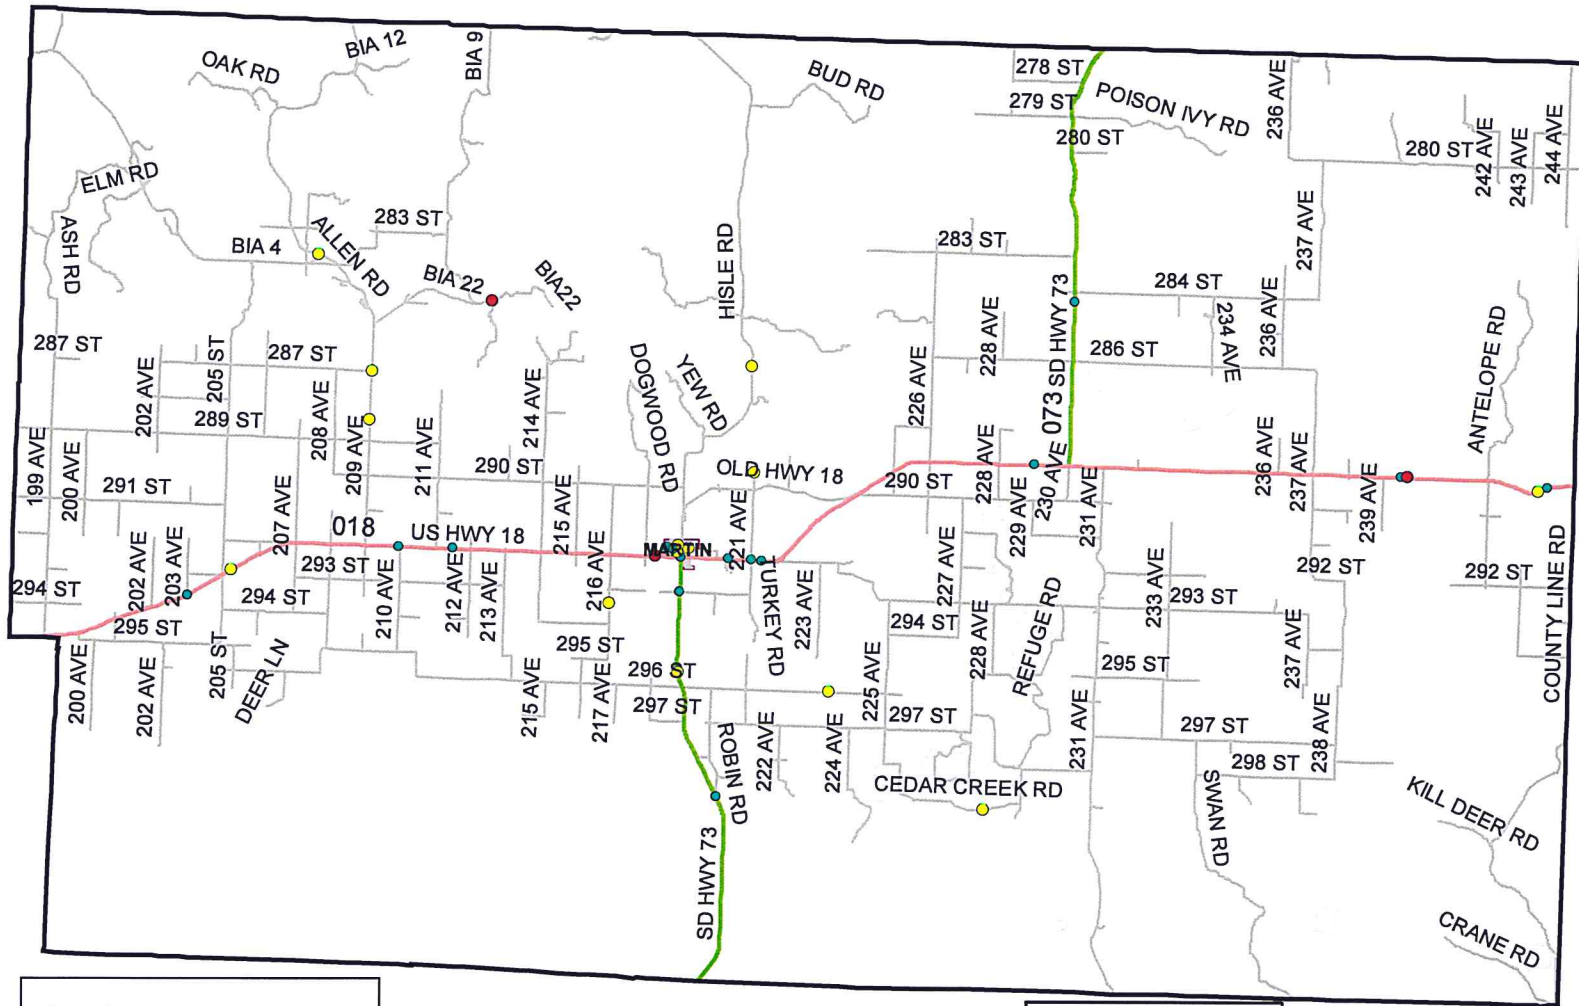 BIA 12
OAK RD
BIA 9
BUD RD
278 ST
279 ST
POISON IVY RD
280 ST
236 AVE
280 ST
242 AVE
243 AVE
244 AVE
ELM RD
ASH RD
283 ST
ALLEN RD
BIA 4
BIA 22
BIA22
HISLE RD
283 ST
073 SD HWY 73
237 AVE
284 ST
234 AVE
236 AVE
228 AVE
286 ST
ANTELOPE RD
287 ST
202 AVE
205 ST
287 ST
289 ST
208 AVE
209 AVE
211 AVE
214 AVE
DOGWOOD RD
YEW RD
226 AVE
199 AVE
200 AVE
291 ST
207 AVE
290 ST
215 AVE
OLD HWY 18
290 ST
228 AVE
229 AVE
230 AVE
231 AVE
236 AVE
237 AVE
239 AVE
018
US HWY 18
MARTIN
221 AVE
202 AVE
203 AVE
293 ST
210 AVE
212 AVE
213 AVE
216 AVE
TURKEY RD
223 AVE
227 AVE
292 ST
292 ST
COUNTY LINE RD
294 ST
295 ST
294 ST
205 ST
DEER LN
200 AVE
202 AVE
295 ST
296 ST
215 AVE
217 AVE
297 ST
294 ST
225 AVE
228 AVE
REFUGE RD
233 AVE
293 ST
295 ST
237 AVE
297 ST
231 AVE
297 ST
238 AVE
298 ST
ROBIN RD
222 AVE
224 AVE
CEDAR CREEK RD
SWAN RD
KILL DEER RD
SD HWY 73
CRANE RD